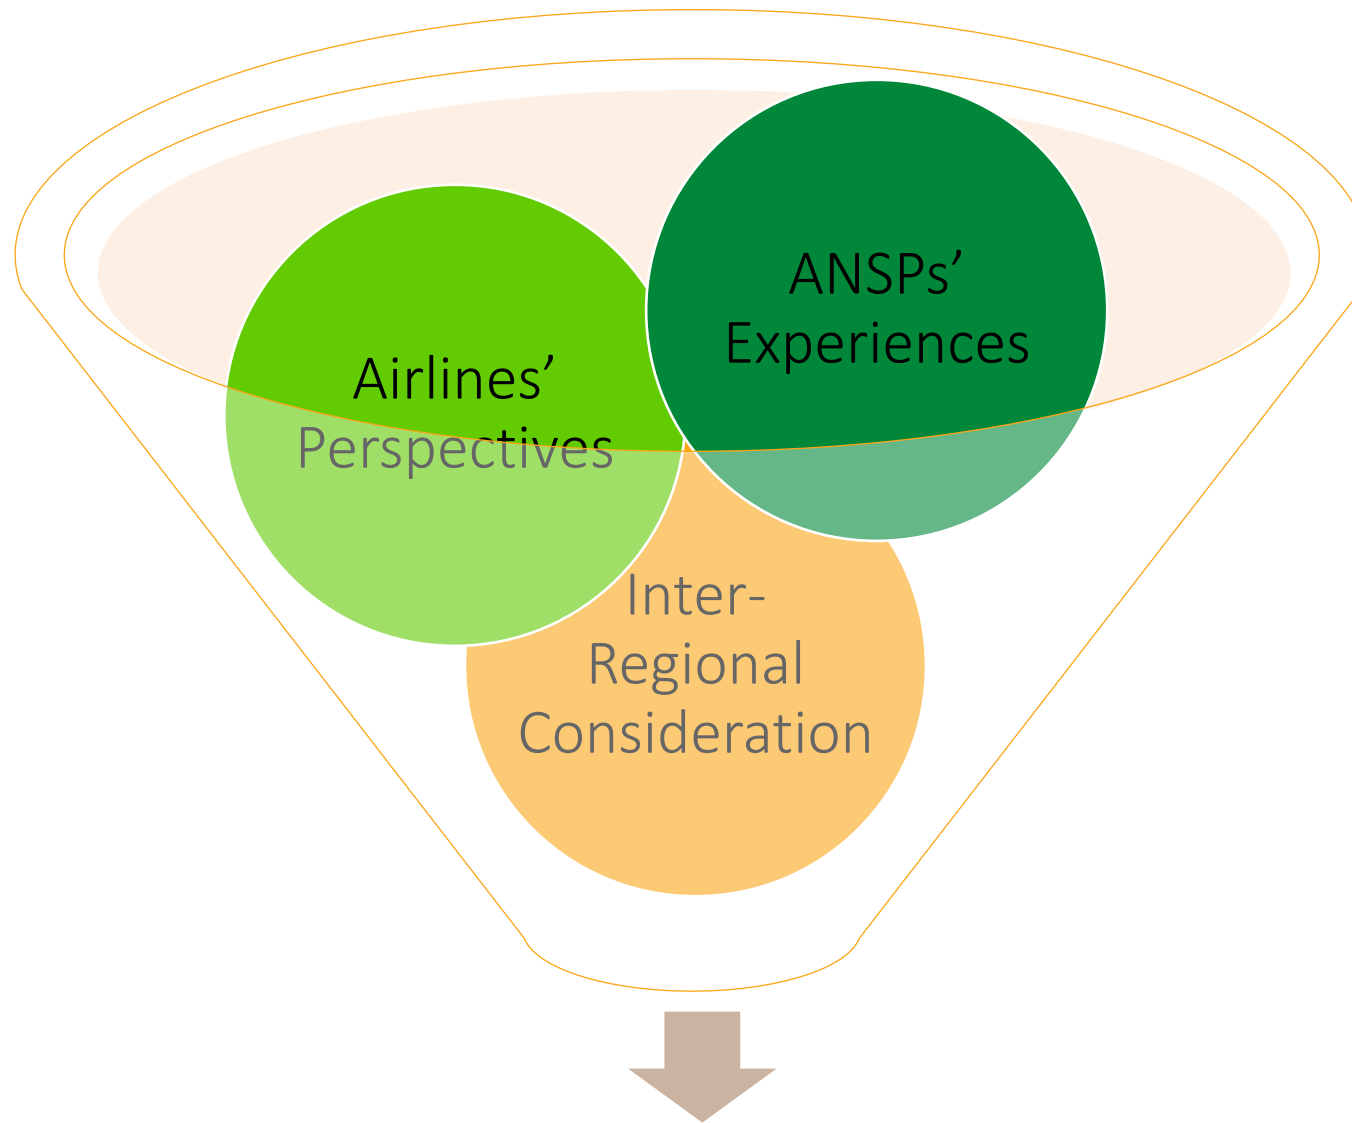 ANSPs’
Experiences
Airlines’
Perspectives
Inter-
Regional
Consideration